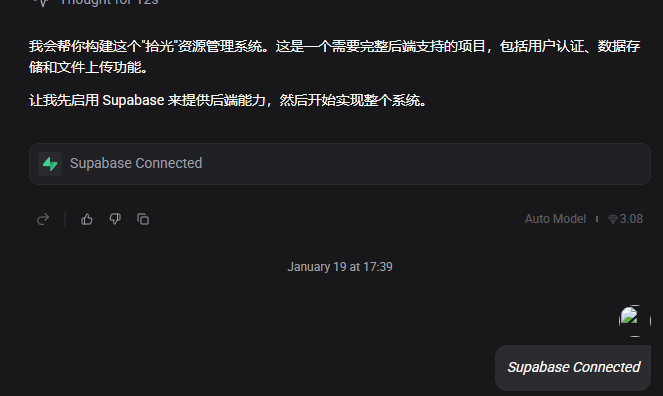 Thought for 12s
我会帮你构建这个"拾光"资源管理系统。这是一个需要完整后端支持的项目，包括用户认证、数据存
储和文件上传功能。
让我先启用 Supabase 来提供后端能力，然后开始实现整个系统。
Supabase Connected
Auto Model
3.08
January 19 at 17:39
Supabase Connected